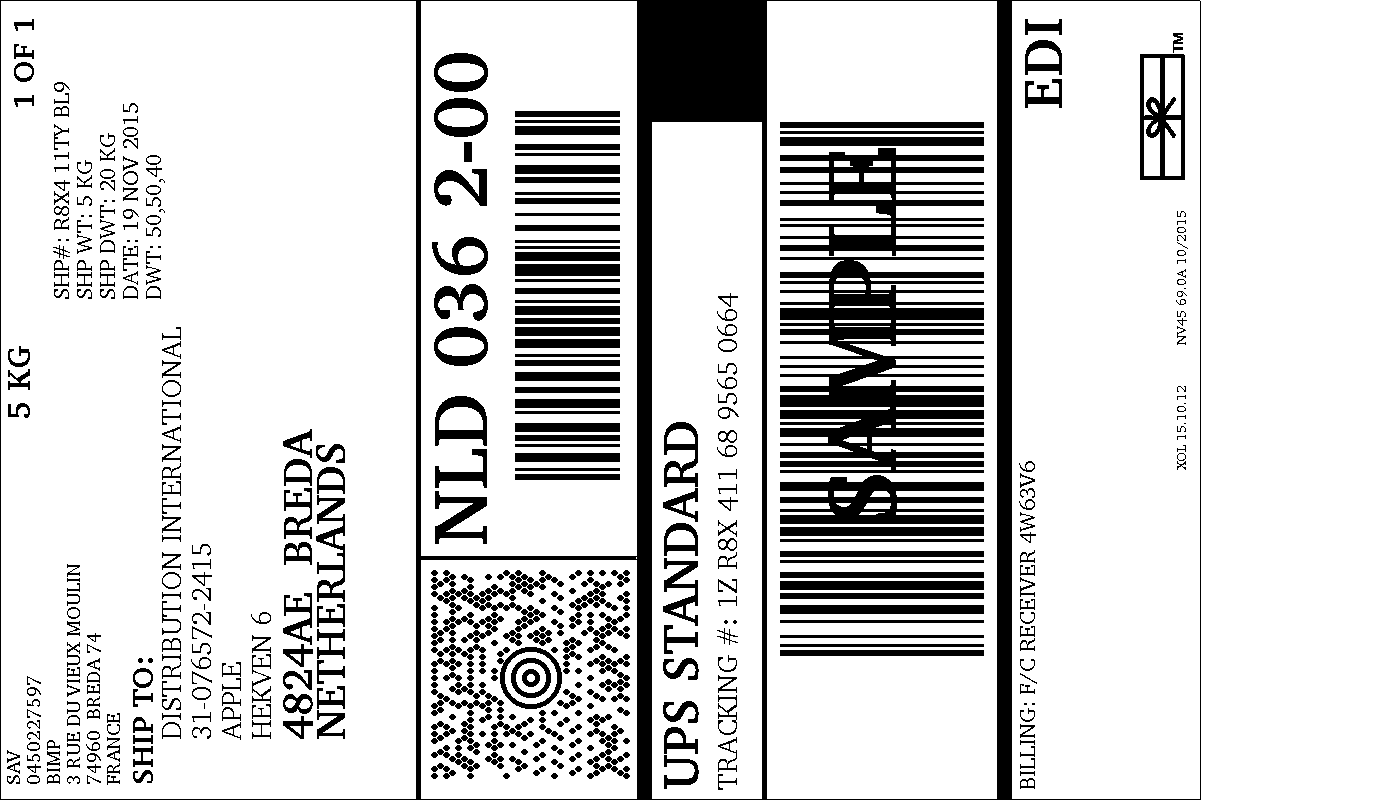 SAV
0450227597
BIMP
3 RUE DU VIEUX MOULIN
74960  BREDA 74
FRANCE
5 KG
1 OF 1
SHP#: R8X4 11TY BL9
SHP WT: 5 KG
SHP DWT: 20 KG
DATE: 19 NOV 2015
DWT: 50,50,40
SHIP TO:
DISTRIBUTION INTERNATIONAL
31-076572-2415
APPLE
HEKVEN 6
4824AE  BREDA
NETHERLANDS
NLD 036 2-00
UPS STANDARD
TRACKING #: 1Z R8X 411 68 9565 0664
SAMPLE
BILLING: F/C RECEIVER 4W63V6
EDI
TM
XOL 15.10.12
NV45 69.0A 10/2015